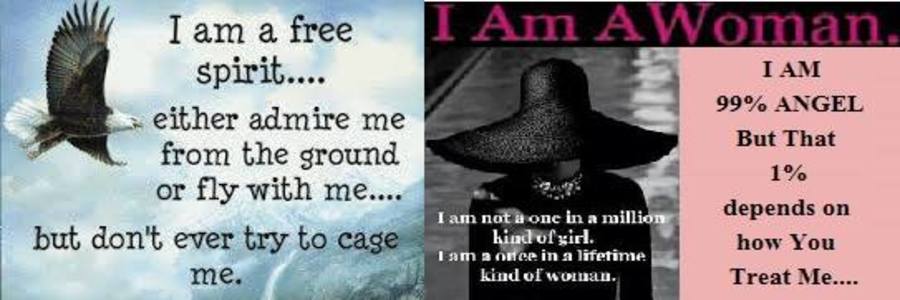 I am a free
spirit....
either admire me
from the ground
or fly with me....
but don't ever try to cage
me.
I Am A Woman.
I am not a one in a million
kind of girl.
I am a once in a lifetime
kind of woman.
I AM
99% ANGEL
But That
1%
depends on
how You
Treat Me....